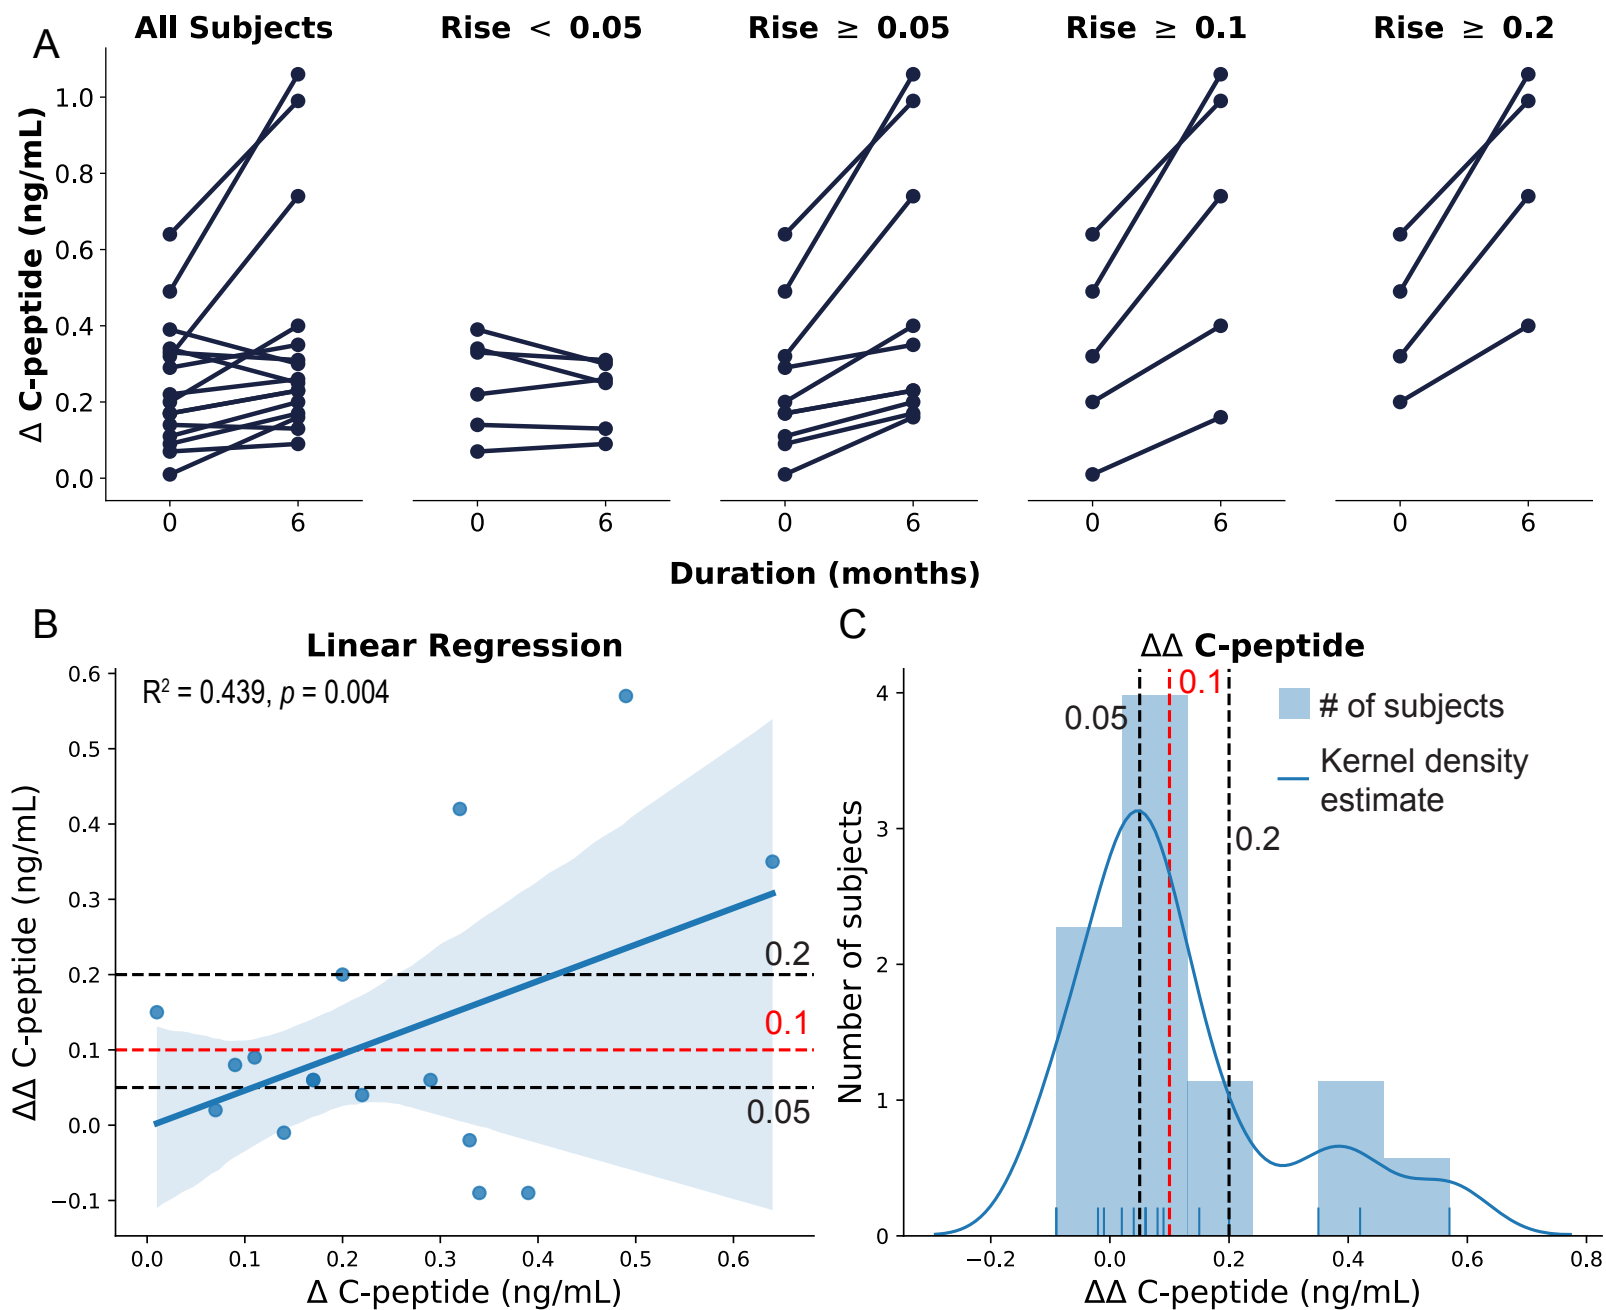 A
All Subjects
Rise < 0.05
Rise ≥ 0.05
Rise ≥ 0.1
Rise ≥ 0.2
Δ C-peptide (ng/mL)
1.0
0.8
0.6
0.4
0.2
0.0
0 6 0 6 0 6 0 6 0 6
Duration (months)
B
Linear Regression
R² = 0.439, p = 0.004
ΔΔ C-peptide (ng/mL)
0.6
0.5
0.4
0.3
0.2
0.1
0.0
−0.1
0.2
0.1
0.05
0.0 0.1 0.2 0.3 0.4 0.5 0.6
Δ C-peptide (ng/mL)
C
ΔΔ C-peptide
0.05
0.1
0.2
# of subjects
Kernel density
estimate
Number of subjects
4
3
2
1
0
−0.2 0.0 0.2 0.4 0.6 0.8
ΔΔ C-peptide (ng/mL)